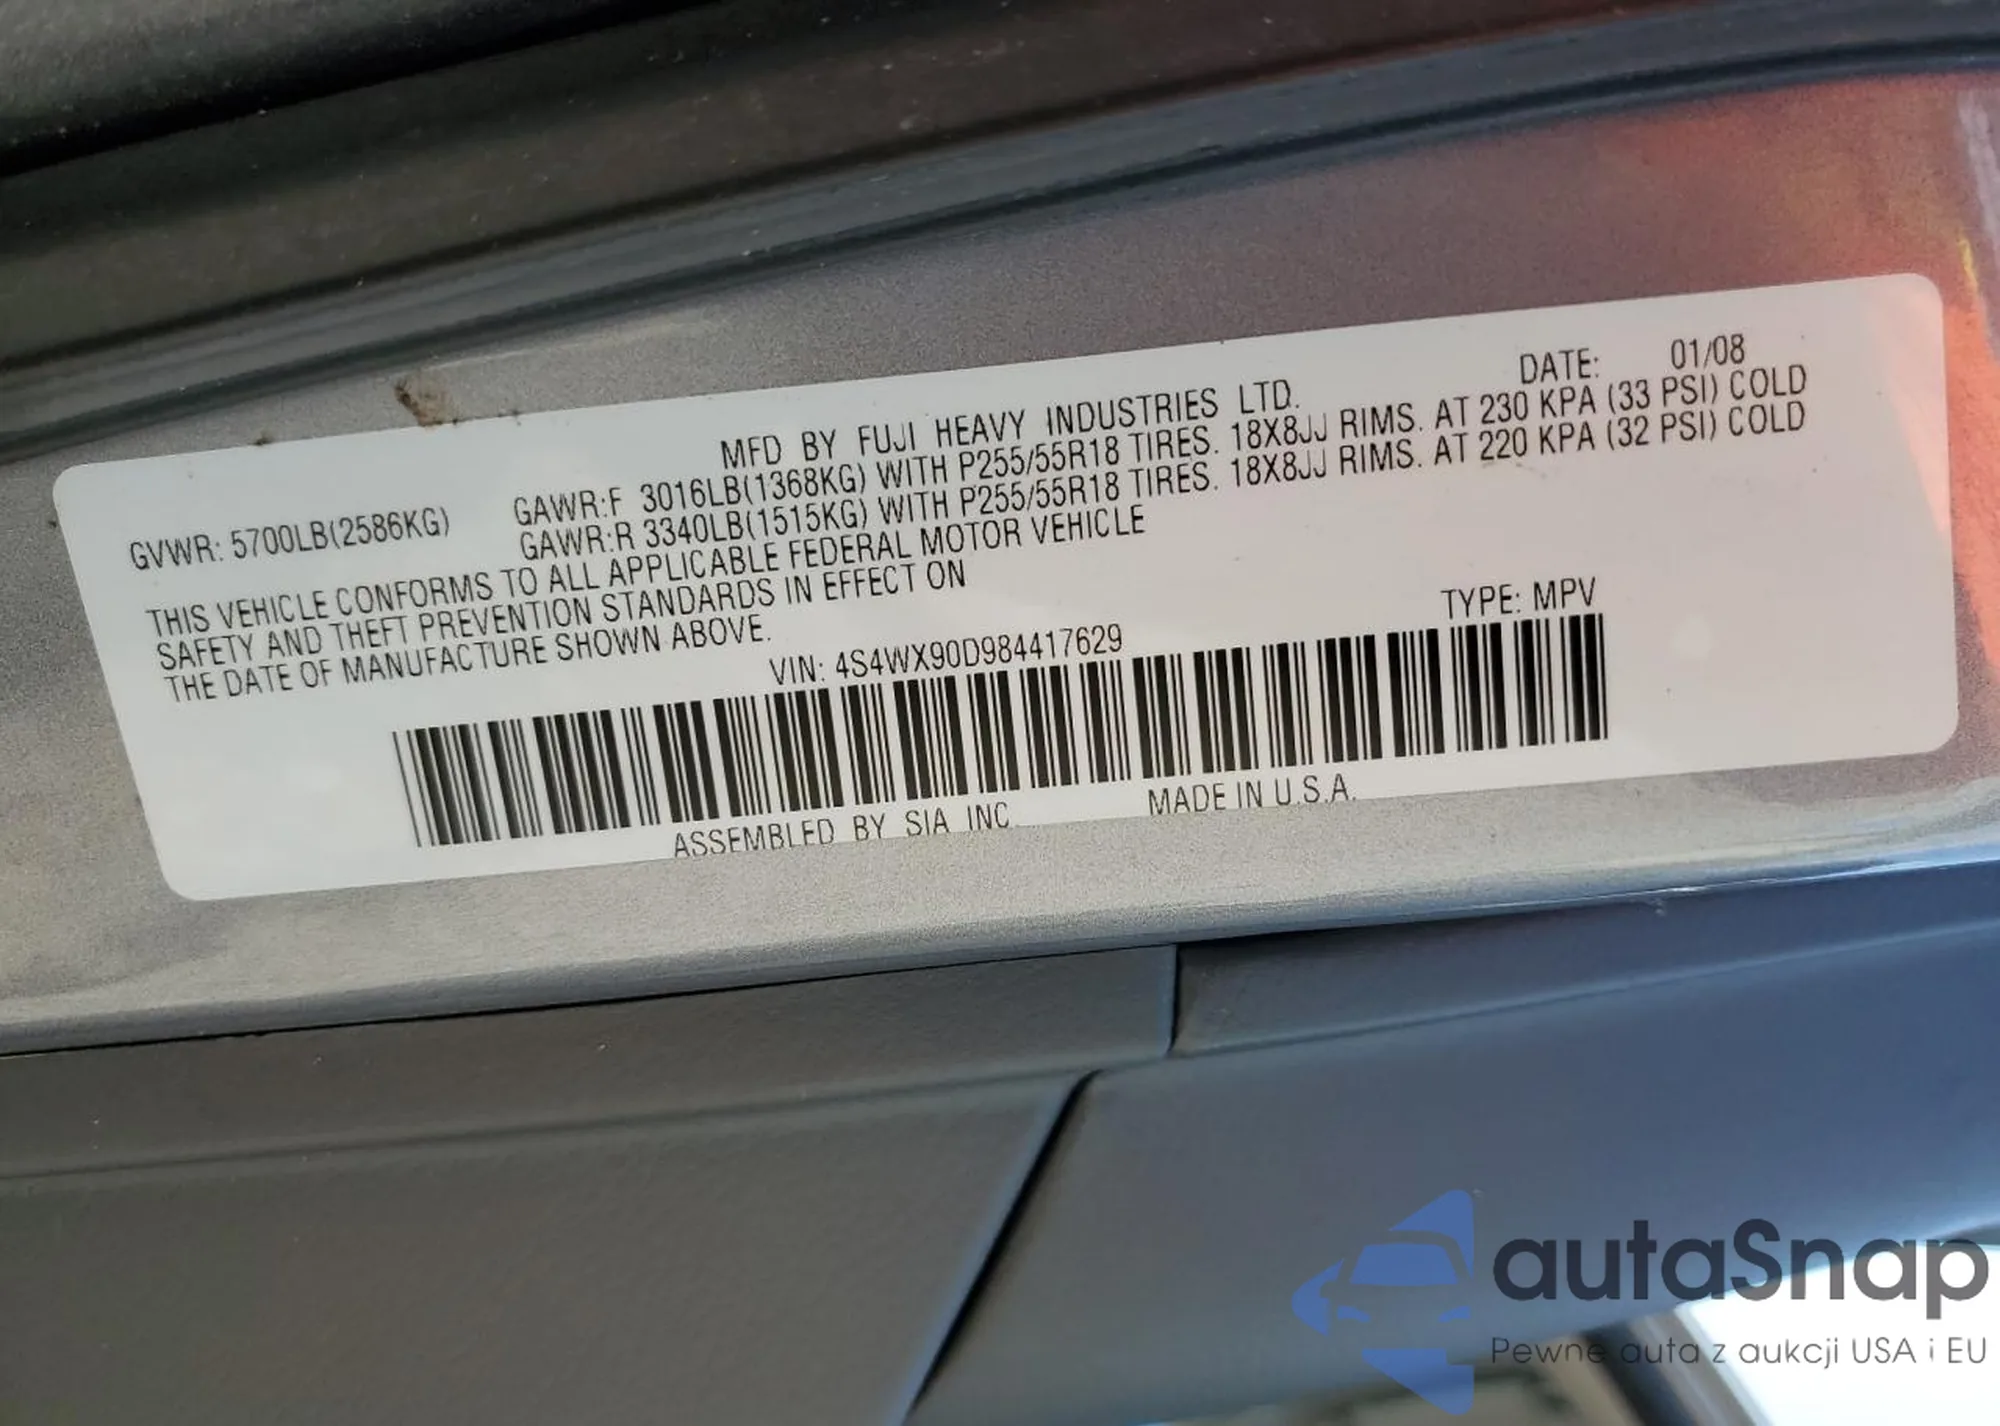 MFD BY FUJI HEAVY INDUSTRIES LTD. DATE: 01/08
GVWR: 5700LB(2586KG) GAWR:F 3016LB(1368KG) WITH P255/55R18 TIRES. 18X8JJ RIMS. AT 230 KPA (33 PSI) COLD
GAWR:R 3340LB(1515KG) WITH P255/55R18 TIRES. 18X8JJ RIMS. AT 220 KPA (32 PSI) COLD
THIS VEHICLE CONFORMS TO ALL APPLICABLE FEDERAL MOTOR VEHICLE
SAFETY AND THEFT PREVENTION STANDARDS IN EFFECT ON
THE DATE OF MANUFACTURE SHOWN ABOVE.
VIN: 4S4WX90D984417629 TYPE: MPV
ASSEMBLED BY SIA INC. MADE IN U.S.A.
autaSnap
Pewne auta z aukcji USA i EU